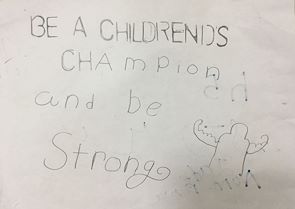 BE A CHILDRENDS
CHAmpion
and be
Strong